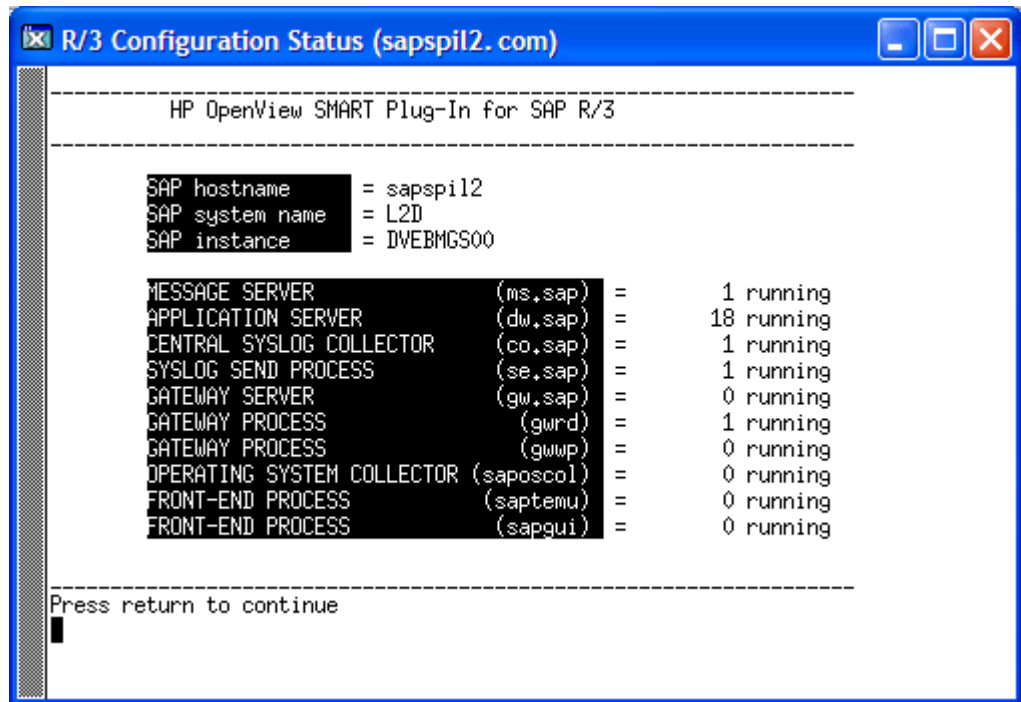 R/3 Configuration Status (sapspil2. com)
HP OpenView SMART Plug-In for SAP R/3
SAP hostname = sapspil2
SAP system name = L2D
SAP instance = DVEBMGS00
MESSAGE SERVER (ms.sap) = 1 running
APPLICATION SERVER (dw.sap) = 18 running
CENTRAL SYSLOG COLLECTOR (co.sap) = 1 running
SYSLOG SEND PROCESS (se.sap) = 1 running
GATEWAY SERVER (gw.sap) = 0 running
GATEWAY PROCESS (gwrd) = 1 running
GATEWAY PROCESS (gwwp) = 0 running
OPERATING SYSTEM COLLECTOR (saposcol) = 0 running
FRONT-END PROCESS (saptemu) = 0 running
FRONT-END PROCESS (sapgui) = 0 running
Press return to continue